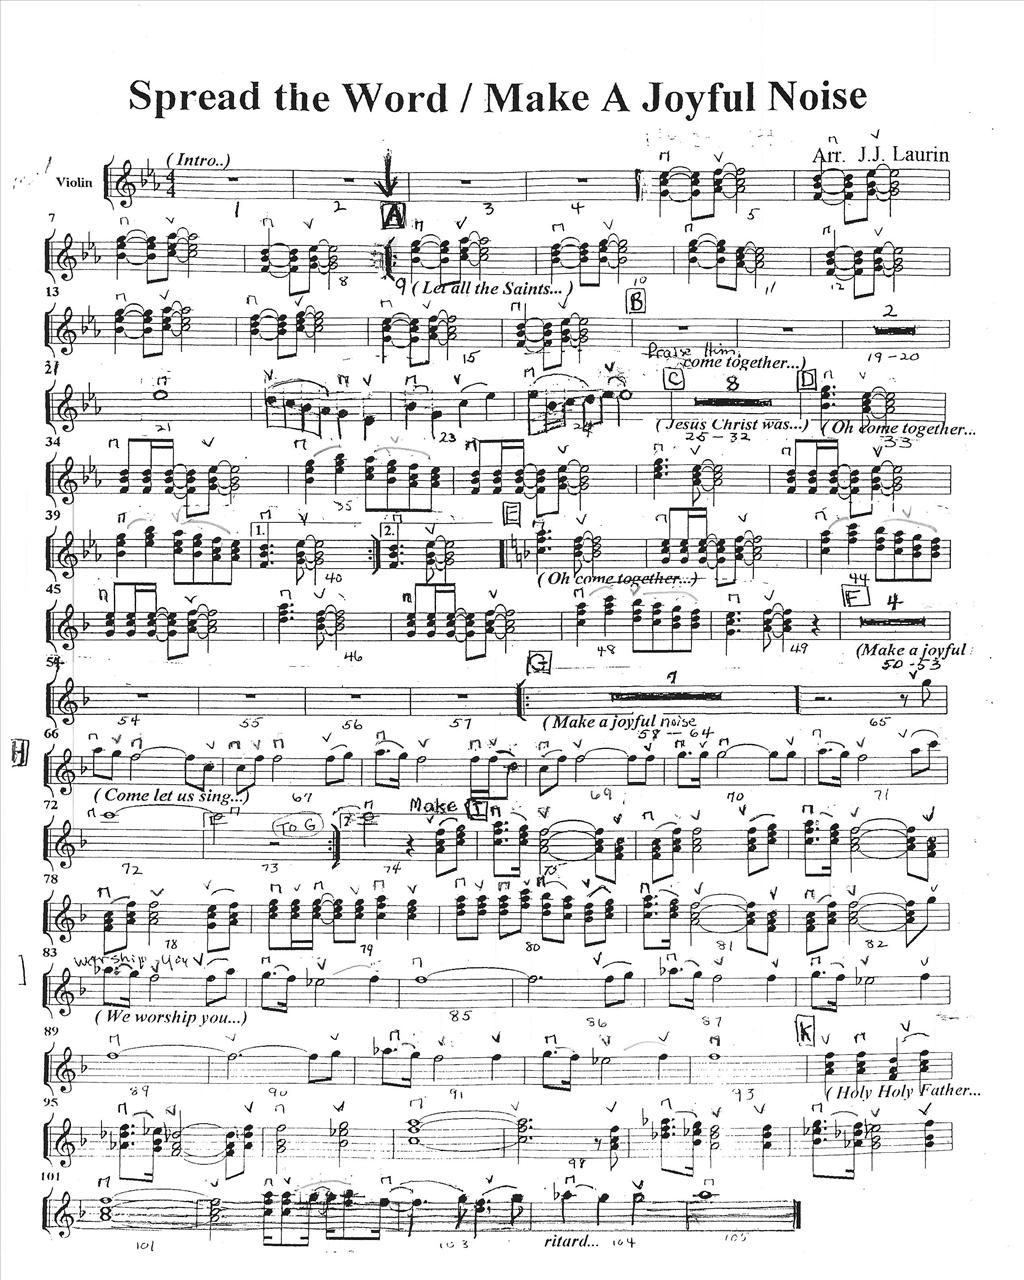 Spread the Word / Make A Joyful Noise
Arr. J.J. Laurin
( Intro..)
Violin
1 2 3 4 5
7
A
8 9 ( Let all the Saints... ) 10 11 12
13
B
2
15 Praise Him come together...) 19-20
21
C 8 D
21 23 24 (Jesus Christ was...) (Oh come together...
25-32 33
34
35
39
1. 2. E
40 ( Oh come together...) 44
45
F 4
46 48 49 (Make a joyful
50-53
54
G 7
54 55 56 57 ( Make a joyful noise 65
58-64
66
H
( Come let us sing...) 67 69 70 71
72
To G Make I
72 73 74 75
78
78 79 80 81 82
83
worship you
( We worship you...) 85 86 87
89
K
89 90 91 93 ( Holy Holy Father...
95
98
101
101 103 ritard... 104 105